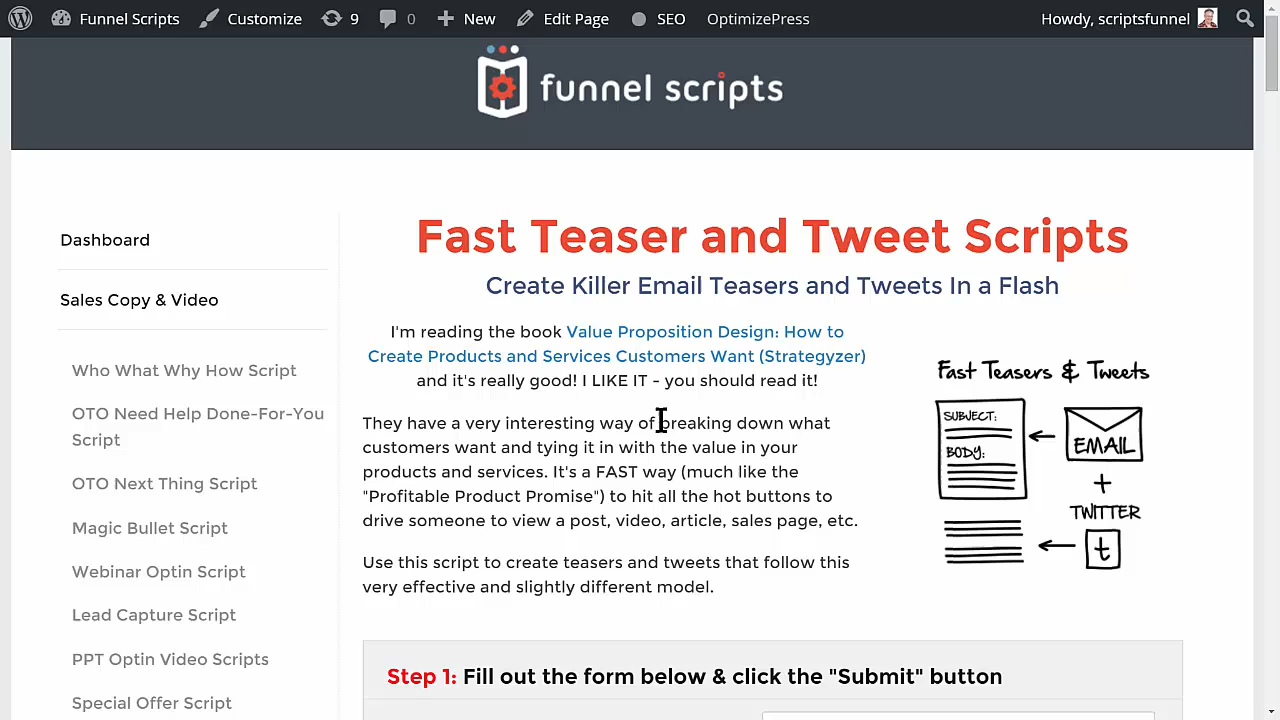 Funnel Scripts Customize 9 0 New Edit Page SEO OptimizePress Howdy, scriptsfunnel
funnel scripts
Dashboard
Sales Copy & Video
Who What Why How Script
OTO Need Help Done-For-You
Script
OTO Next Thing Script
Magic Bullet Script
Webinar Optin Script
Lead Capture Script
PPT Optin Video Scripts
Special Offer Script
Fast Teaser and Tweet Scripts
Create Killer Email Teasers and Tweets In a Flash
I'm reading the book Value Proposition Design: How to
Create Products and Services Customers Want (Strategyzer)
and it's really good! I LIKE IT - you should read it!
They have a very interesting way of breaking down what
customers want and tying it in with the value in your
products and services. It's a FAST way (much like the
"Profitable Product Promise") to hit all the hot buttons to
drive someone to view a post, video, article, sales page, etc.
Use this script to create teasers and tweets that follow this
very effective and slightly different model.
Fast Teasers & Tweets
SUBJECT:
BODY:
EMAIL
+
TWITTER
t
Step 1: Fill out the form below & click the "Submit" button